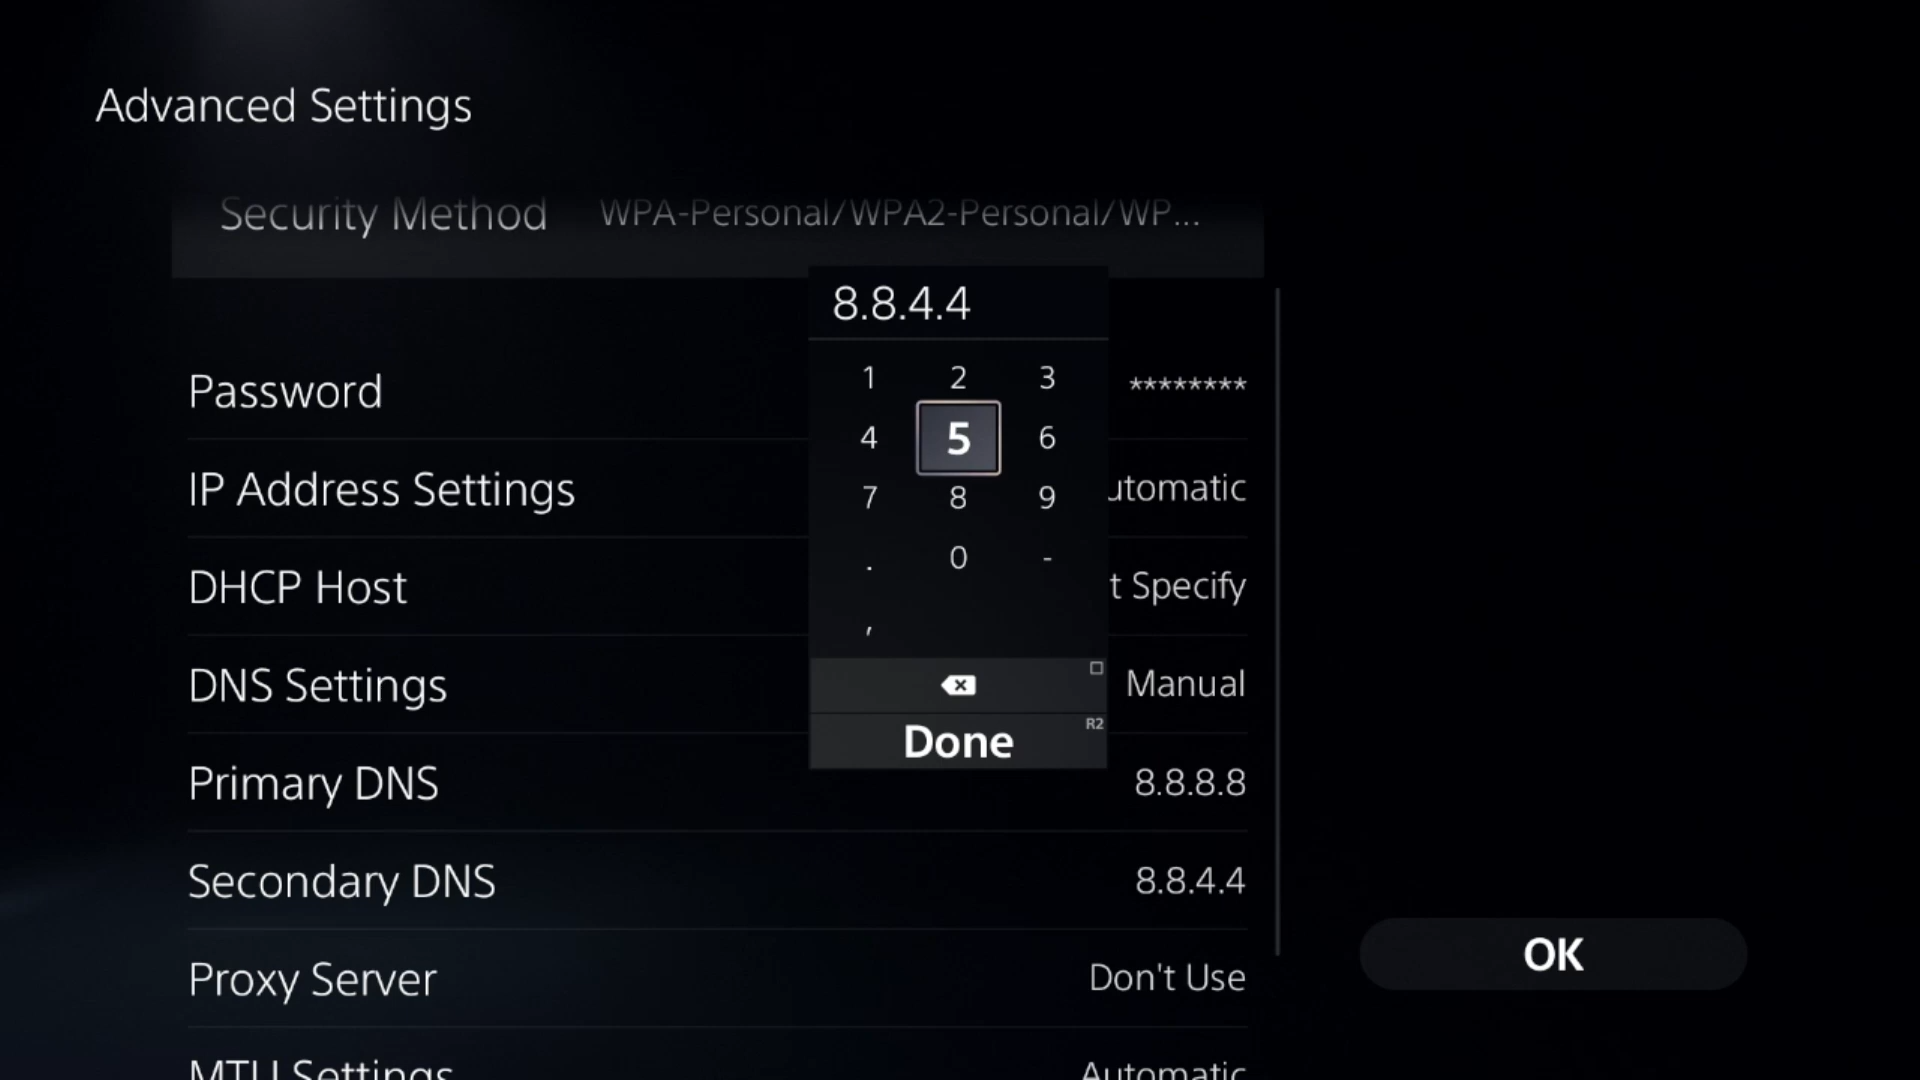 Advanced Settings
Security Method WPA-Personal/WPA2-Personal/WP...
8.8.4.4
1 2 3
Password ********
4 5 6
IP Address Settings utomatic
7 8 9
. 0 -
DHCP Host t Specify
,
DNS Settings Manual
Done R2
Primary DNS 8.8.8.8
Secondary DNS 8.8.4.4
OK
Proxy Server Don't Use
MTU Settings Automatic